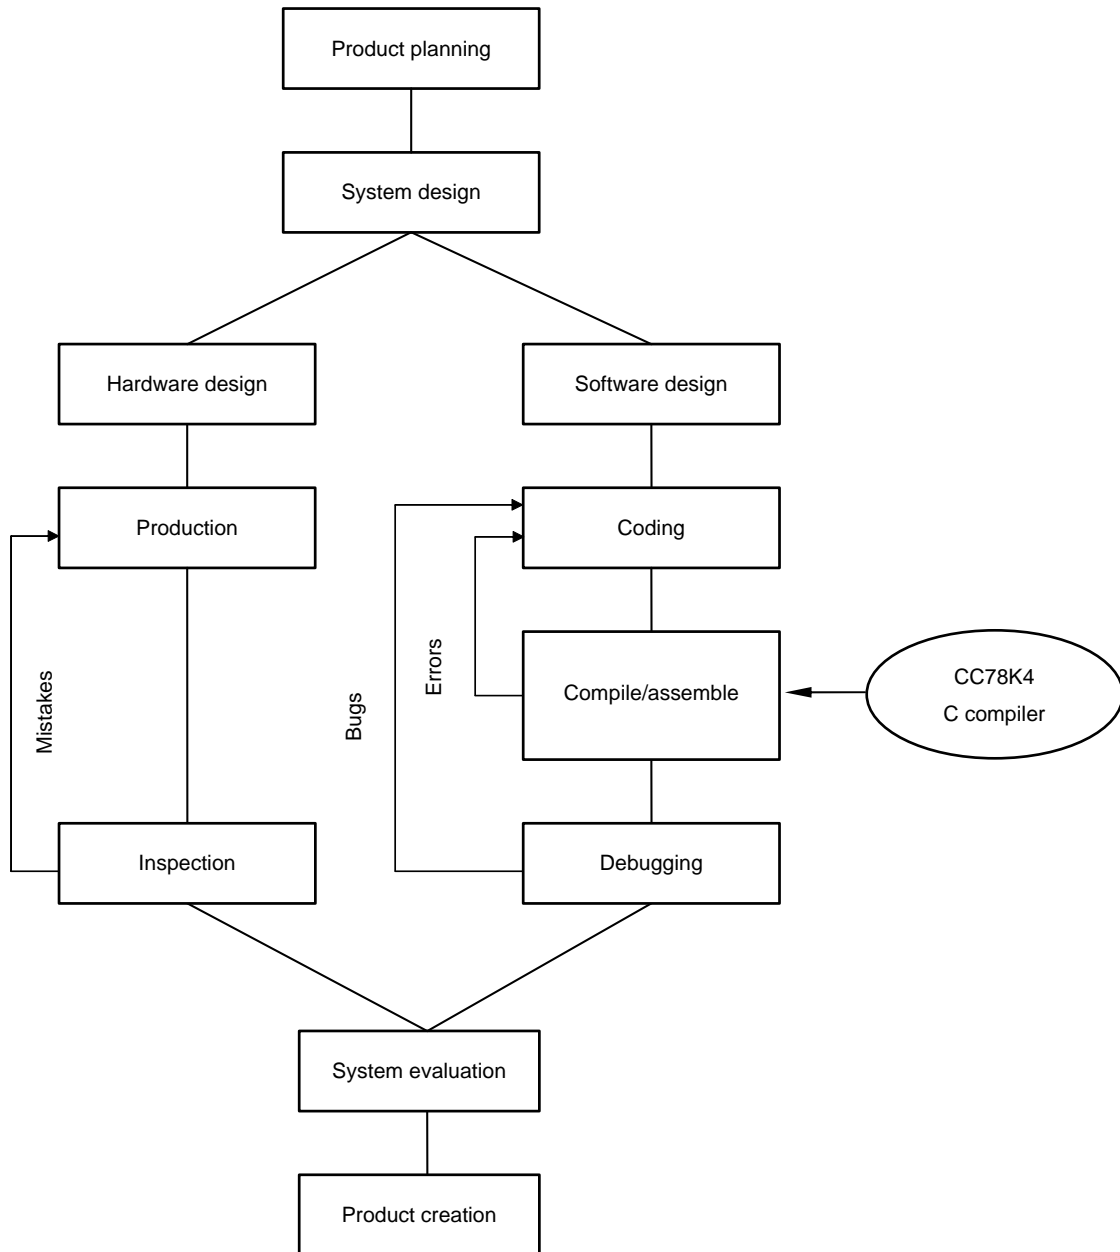 Product planning
System design
Hardware design
Software design
Production
Coding
Mistakes
Bugs
Errors
Compile/assemble
CC78K4
C compiler
Inspection
Debugging
System evaluation
Product creation